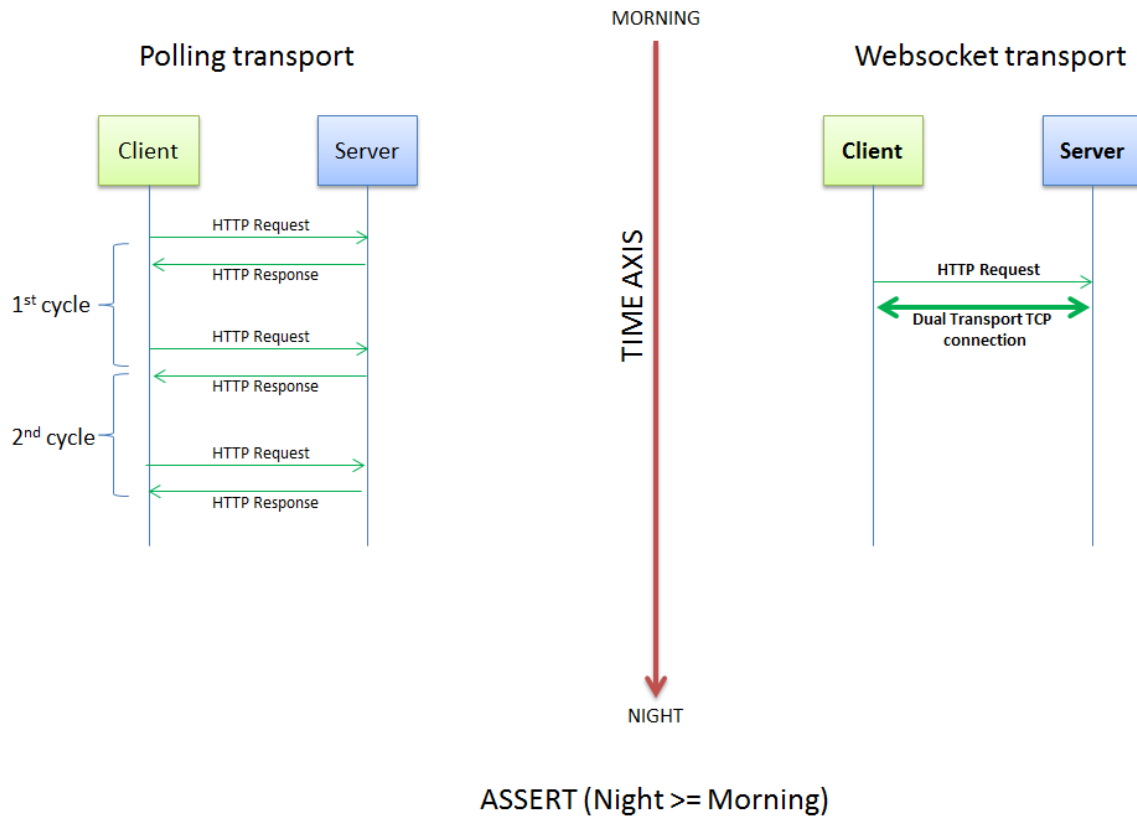 MORNING
Polling transport
Websocket transport
Client
Server
Client
Server
HTTP Request
HTTP Response
1st cycle
HTTP Request
HTTP Response
2nd cycle
HTTP Request
HTTP Response
TIME AXIS
HTTP Request
Dual Transport TCP
connection
NIGHT
ASSERT (Night >= Morning)